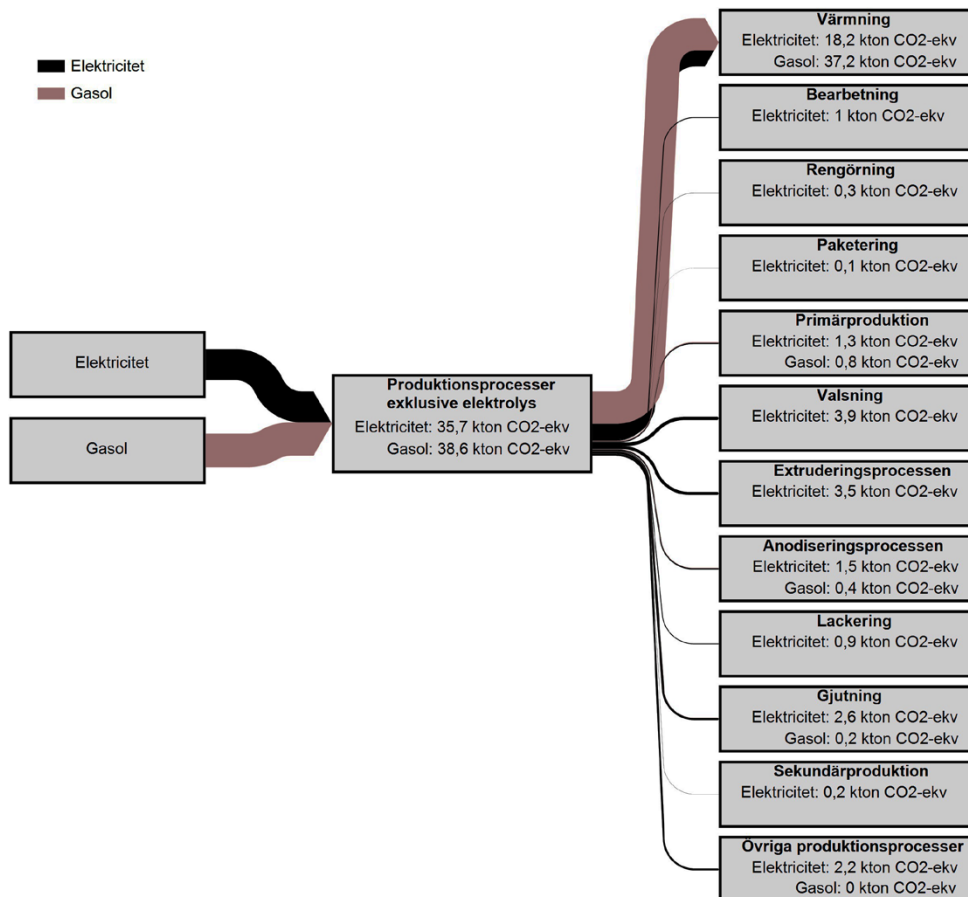 Elektricitet
Gasol
Elektricitet
Gasol
Produktionsprocesser
exklusive elektrolys
Elektricitet: 35,7 kton CO2-ekv
Gasol: 38,6 kton CO2-ekv
Värmning
Elektricitet: 18,2 kton CO2-ekv
Gasol: 37,2 kton CO2-ekv
Bearbetning
Elektricitet: 1 kton CO2-ekv
Rengörning
Elektricitet: 0,3 kton CO2-ekv
Paketering
Elektricitet: 0,1 kton CO2-ekv
Primärproduktion
Elektricitet: 1,3 kton CO2-ekv
Gasol: 0,8 kton CO2-ekv
Valsning
Elektricitet: 3,9 kton CO2-ekv
Extruderingsprocessen
Elektricitet: 3,5 kton CO2-ekv
Anodiseringsprocessen
Elektricitet: 1,5 kton CO2-ekv
Gasol: 0,4 kton CO2-ekv
Lackering
Elektricitet: 0,9 kton CO2-ekv
Gjutning
Elektricitet: 2,6 kton CO2-ekv
Gasol: 0,2 kton CO2-ekv
Sekundärproduktion
Elektricitet: 0,2 kton CO2-ekv
Övriga produktionsprocesser
Elektricitet: 2,2 kton CO2-ekv
Gasol: 0 kton CO2-ekv